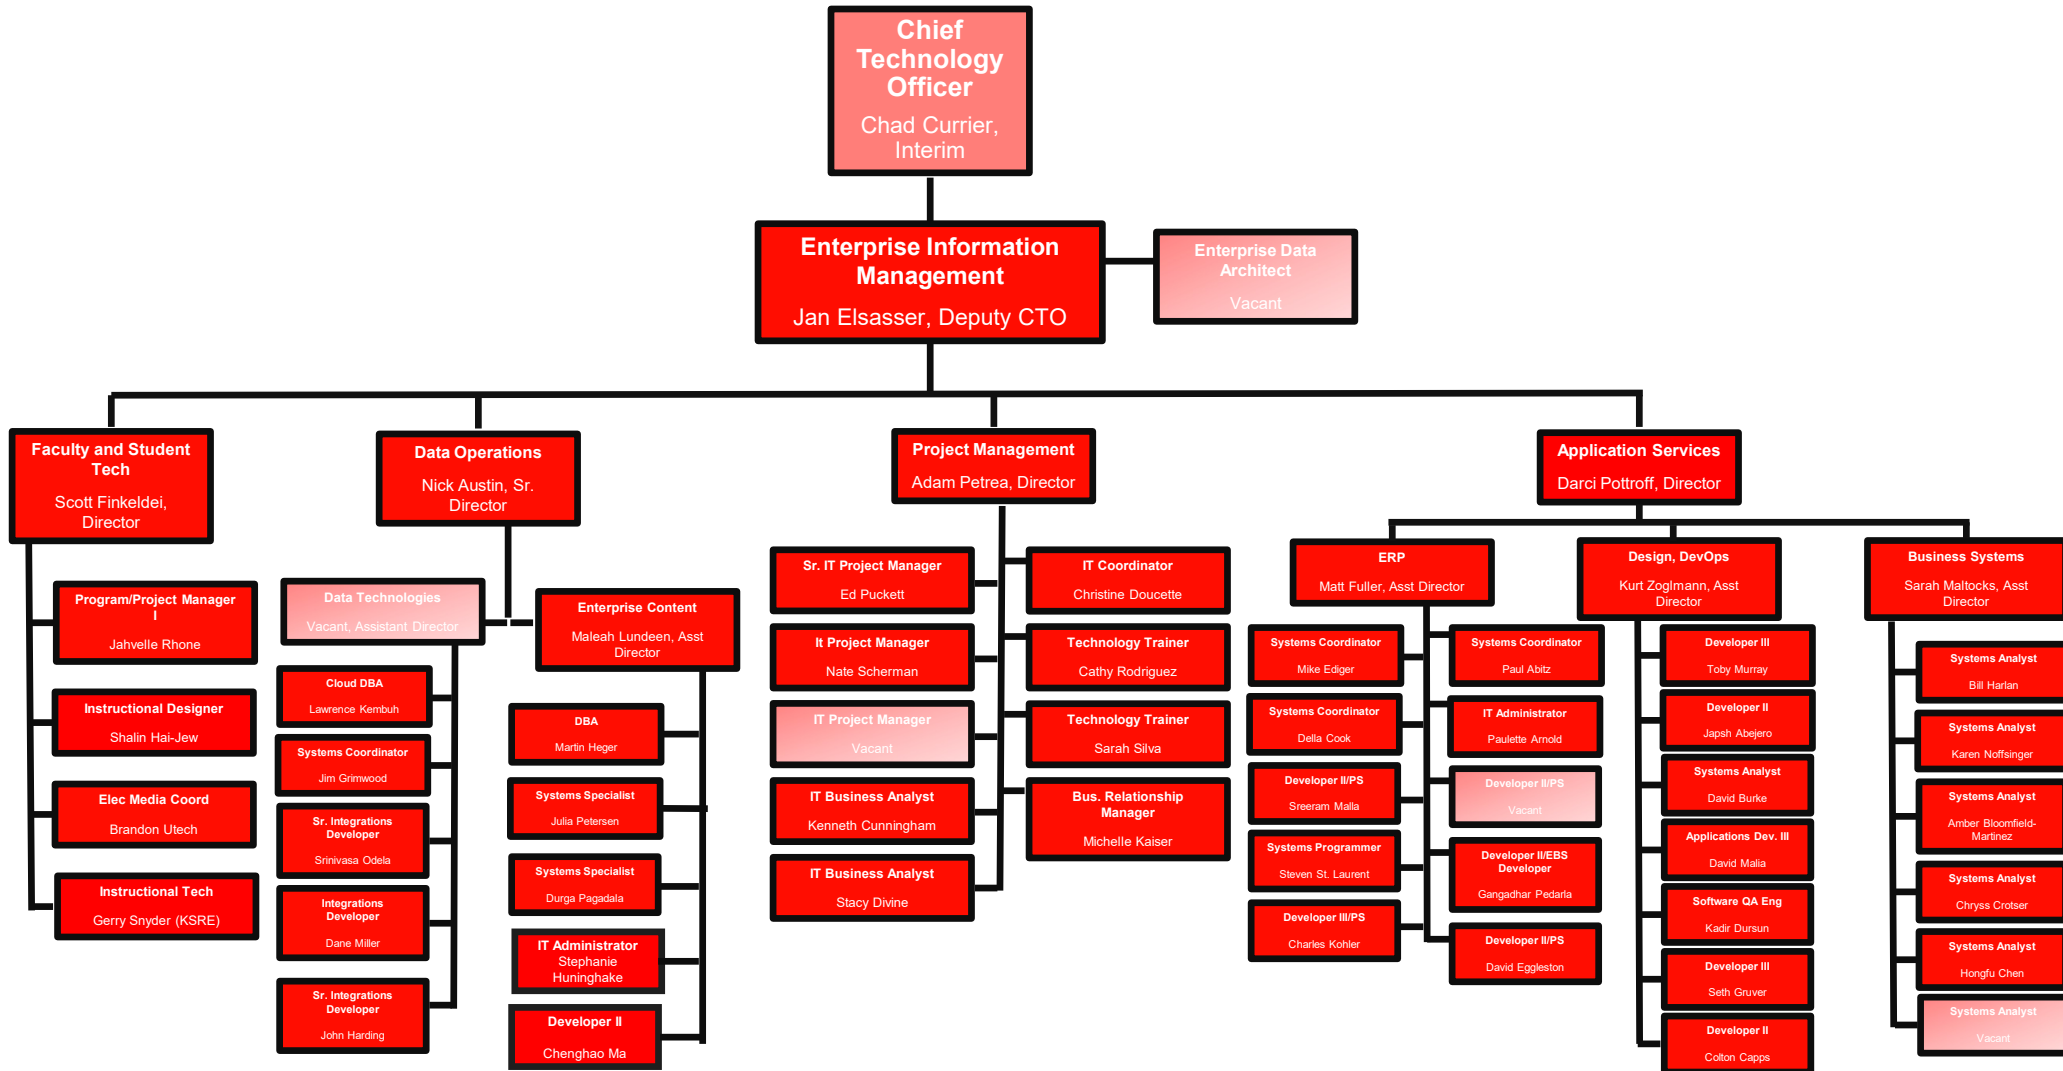 Chief
Technology
Officer
Chad Currier,
Interim
Enterprise Information
Management
Jan Elsasser, Deputy CTO
Enterprise Data
Architect
Vacant
Faculty and Student
Tech
Scott Finkeldei,
Director
Program/Project Manager
I
Jahvelle Rhone
Instructional Designer
Shalin Hai-Jew
Elec Media Coord
Brandon Utech
Instructional Tech
Gerry Snyder (KSRE)
Data Operations
Nick Austin, Sr.
Director
Data Technologies
Vacant, Assistant Director
Cloud DBA
Lawrence Kembuh
Systems Coordinator
Jim Grimwood
Sr. Integrations
Developer
Srinivasa Odela
Integrations
Developer
Dane Miller
Sr. Integrations
Developer
John Harding
Enterprise Content
Maleah Lundeen, Asst
Director
DBA
Martin Heger
Systems Specialist
Julia Petersen
Systems Specialist
Durga Pagadala
IT Administrator
Stephanie
Huninghake
Developer II
Chenghao Ma
Project Management
Adam Petrea, Director
Sr. IT Project Manager
Ed Puckett
It Project Manager
Nate Scherman
IT Project Manager
Vacant
IT Business Analyst
Kenneth Cunningham
IT Business Analyst
Stacy Divine
IT Coordinator
Christine Doucette
Technology Trainer
Cathy Rodriguez
Technology Trainer
Sarah Silva
Bus. Relationship
Manager
Michelle Kaiser
Application Services
Darci Pottroff, Director
ERP
Matt Fuller, Asst Director
Systems Coordinator
Mike Ediger
Systems Coordinator
Della Cook
Developer II/PS
Sreeram Malla
Systems Programmer
Steven St. Laurent
Developer III/PS
Charles Kohler
Systems Coordinator
Paul Abitz
IT Administrator
Paulette Arnold
Developer II/PS
Vacant
Developer II/EBS
Developer
Gangadhar Pedarla
Developer II/PS
David Eggleston
Design, DevOps
Kurt Zoglmann, Asst
Director
Developer III
Toby Murray
Developer II
Japsh Abejero
Systems Analyst
David Burke
Applications Dev. III
David Malia
Software QA Eng
Kadir Dursun
Developer III
Seth Gruver
Developer II
Colton Capps
Business Systems
Sarah Maltocks, Asst
Director
Systems Analyst
Bill Harlan
Systems Analyst
Karen Noffsinger
Systems Analyst
Amber Bloomfield-
Martinez
Systems Analyst
Chryss Crotser
Systems Analyst
Hongfu Chen
Systems Analyst
Vacant